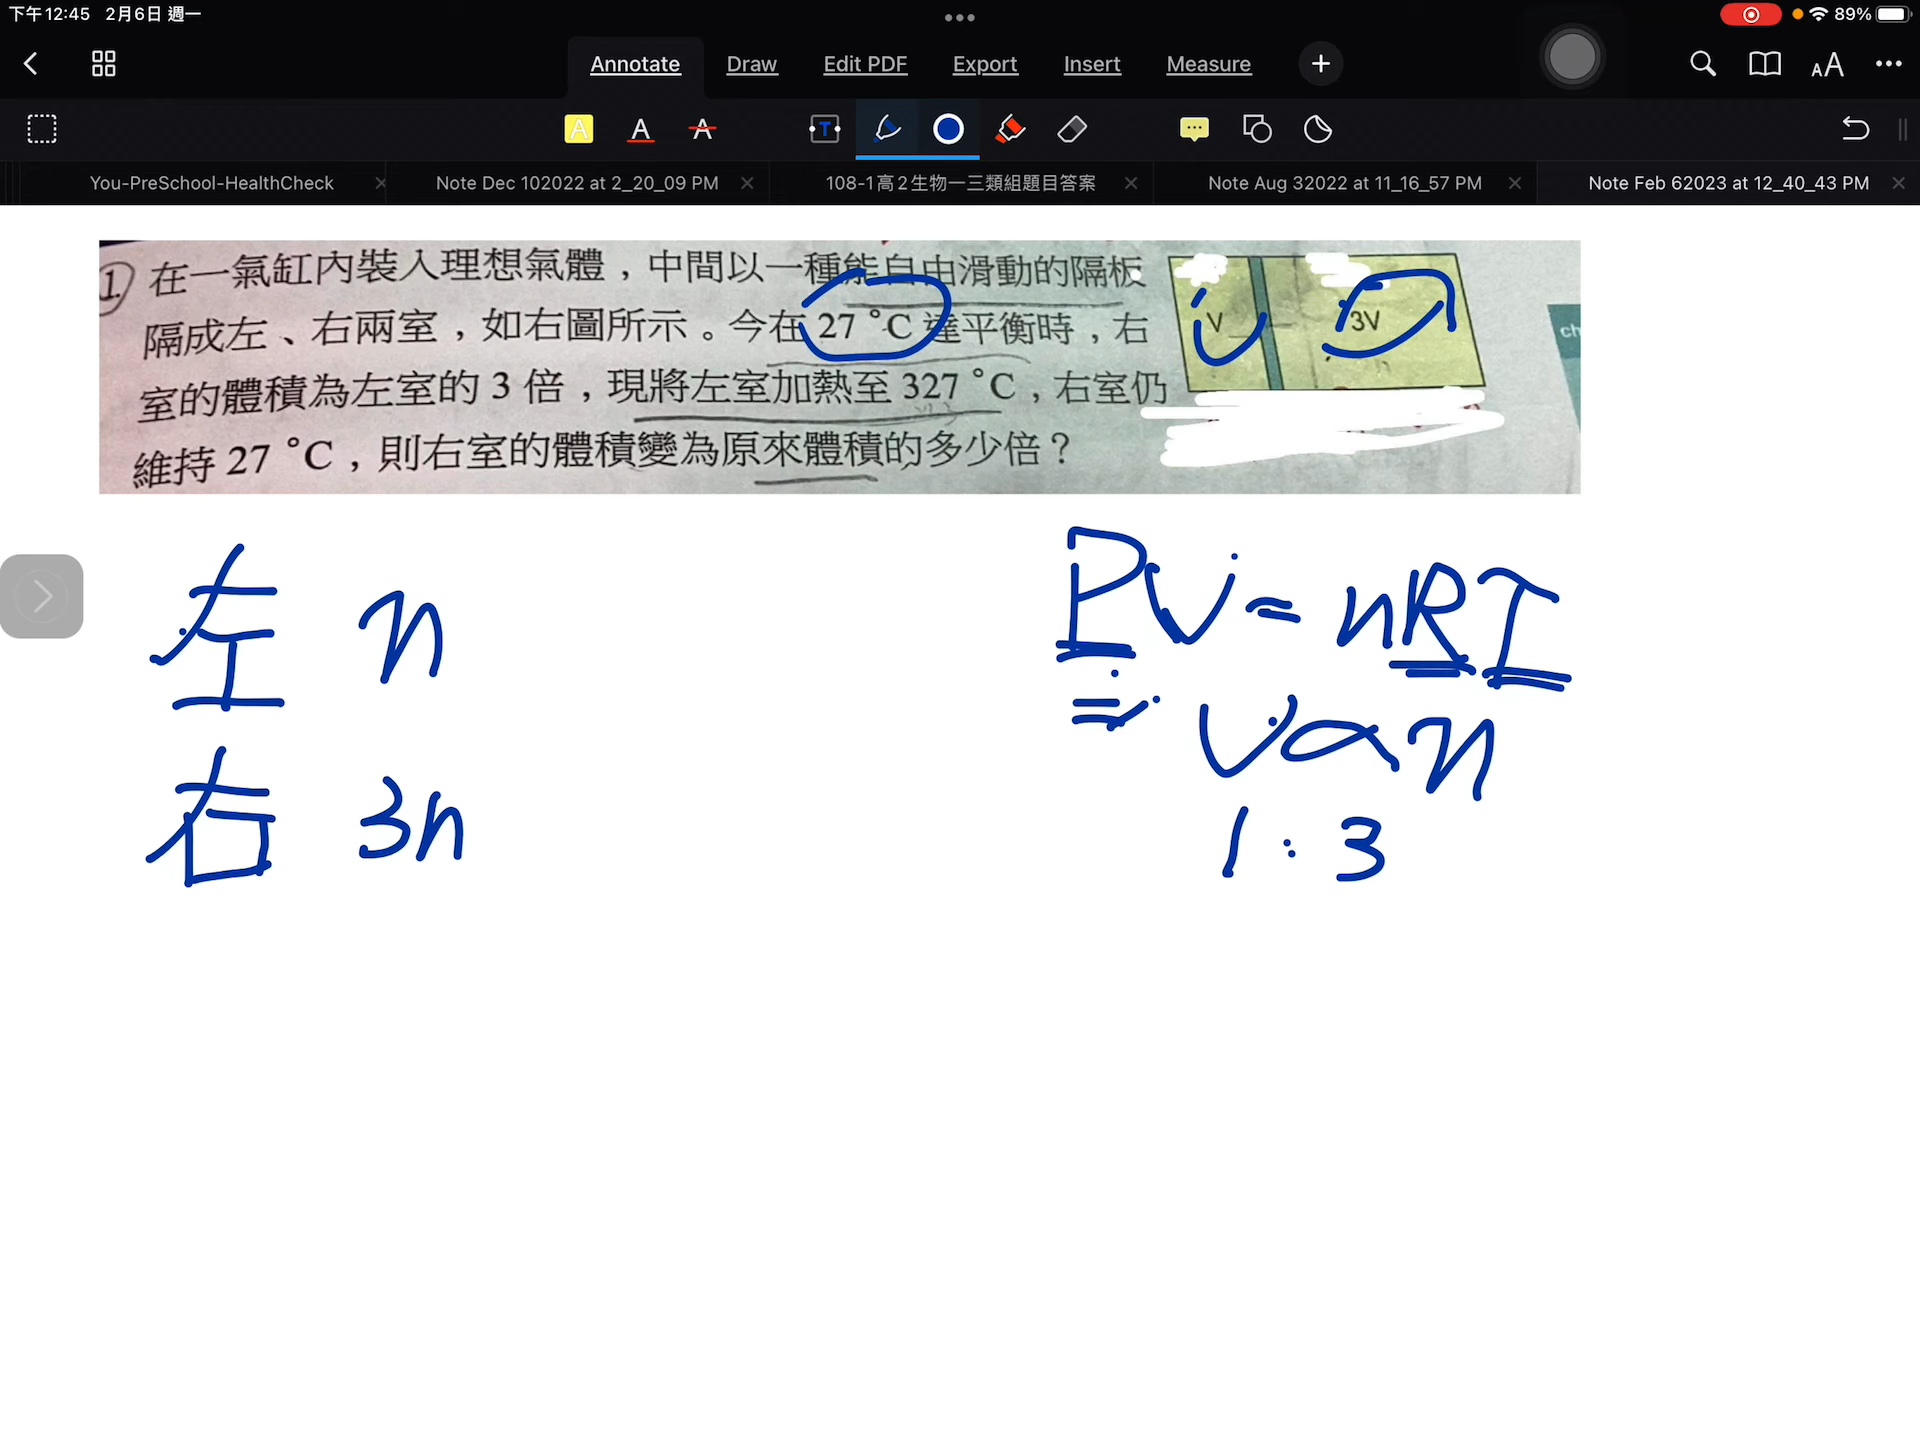 下午12:45 2月6日 週一
89%
Annotate Draw Edit PDF Export Insert Measure
AA
A A A T
You-PreSchool-HealthCheck
Note Dec 102022 at 2_20_09 PM
108-1高2生物一三類組題目答案
Note Aug 32022 at 11_16_57 PM
Note Feb 62023 at 12_40_43 PM
1 在一氣缸內裝入理想氣體，中間以一種能自由滑動的隔板
隔成左、右兩室，如右圖所示。今在 27 °C 達平衡時，右
室的體積為左室的 3 倍，現將左室加熱至 327 °C，右室仍
維持 27 °C，則右室的體積變為原來體積的多少倍？
V 3V
ch
左 n
右 3n
PV = nRT
⇒ V∝n
1 : 3